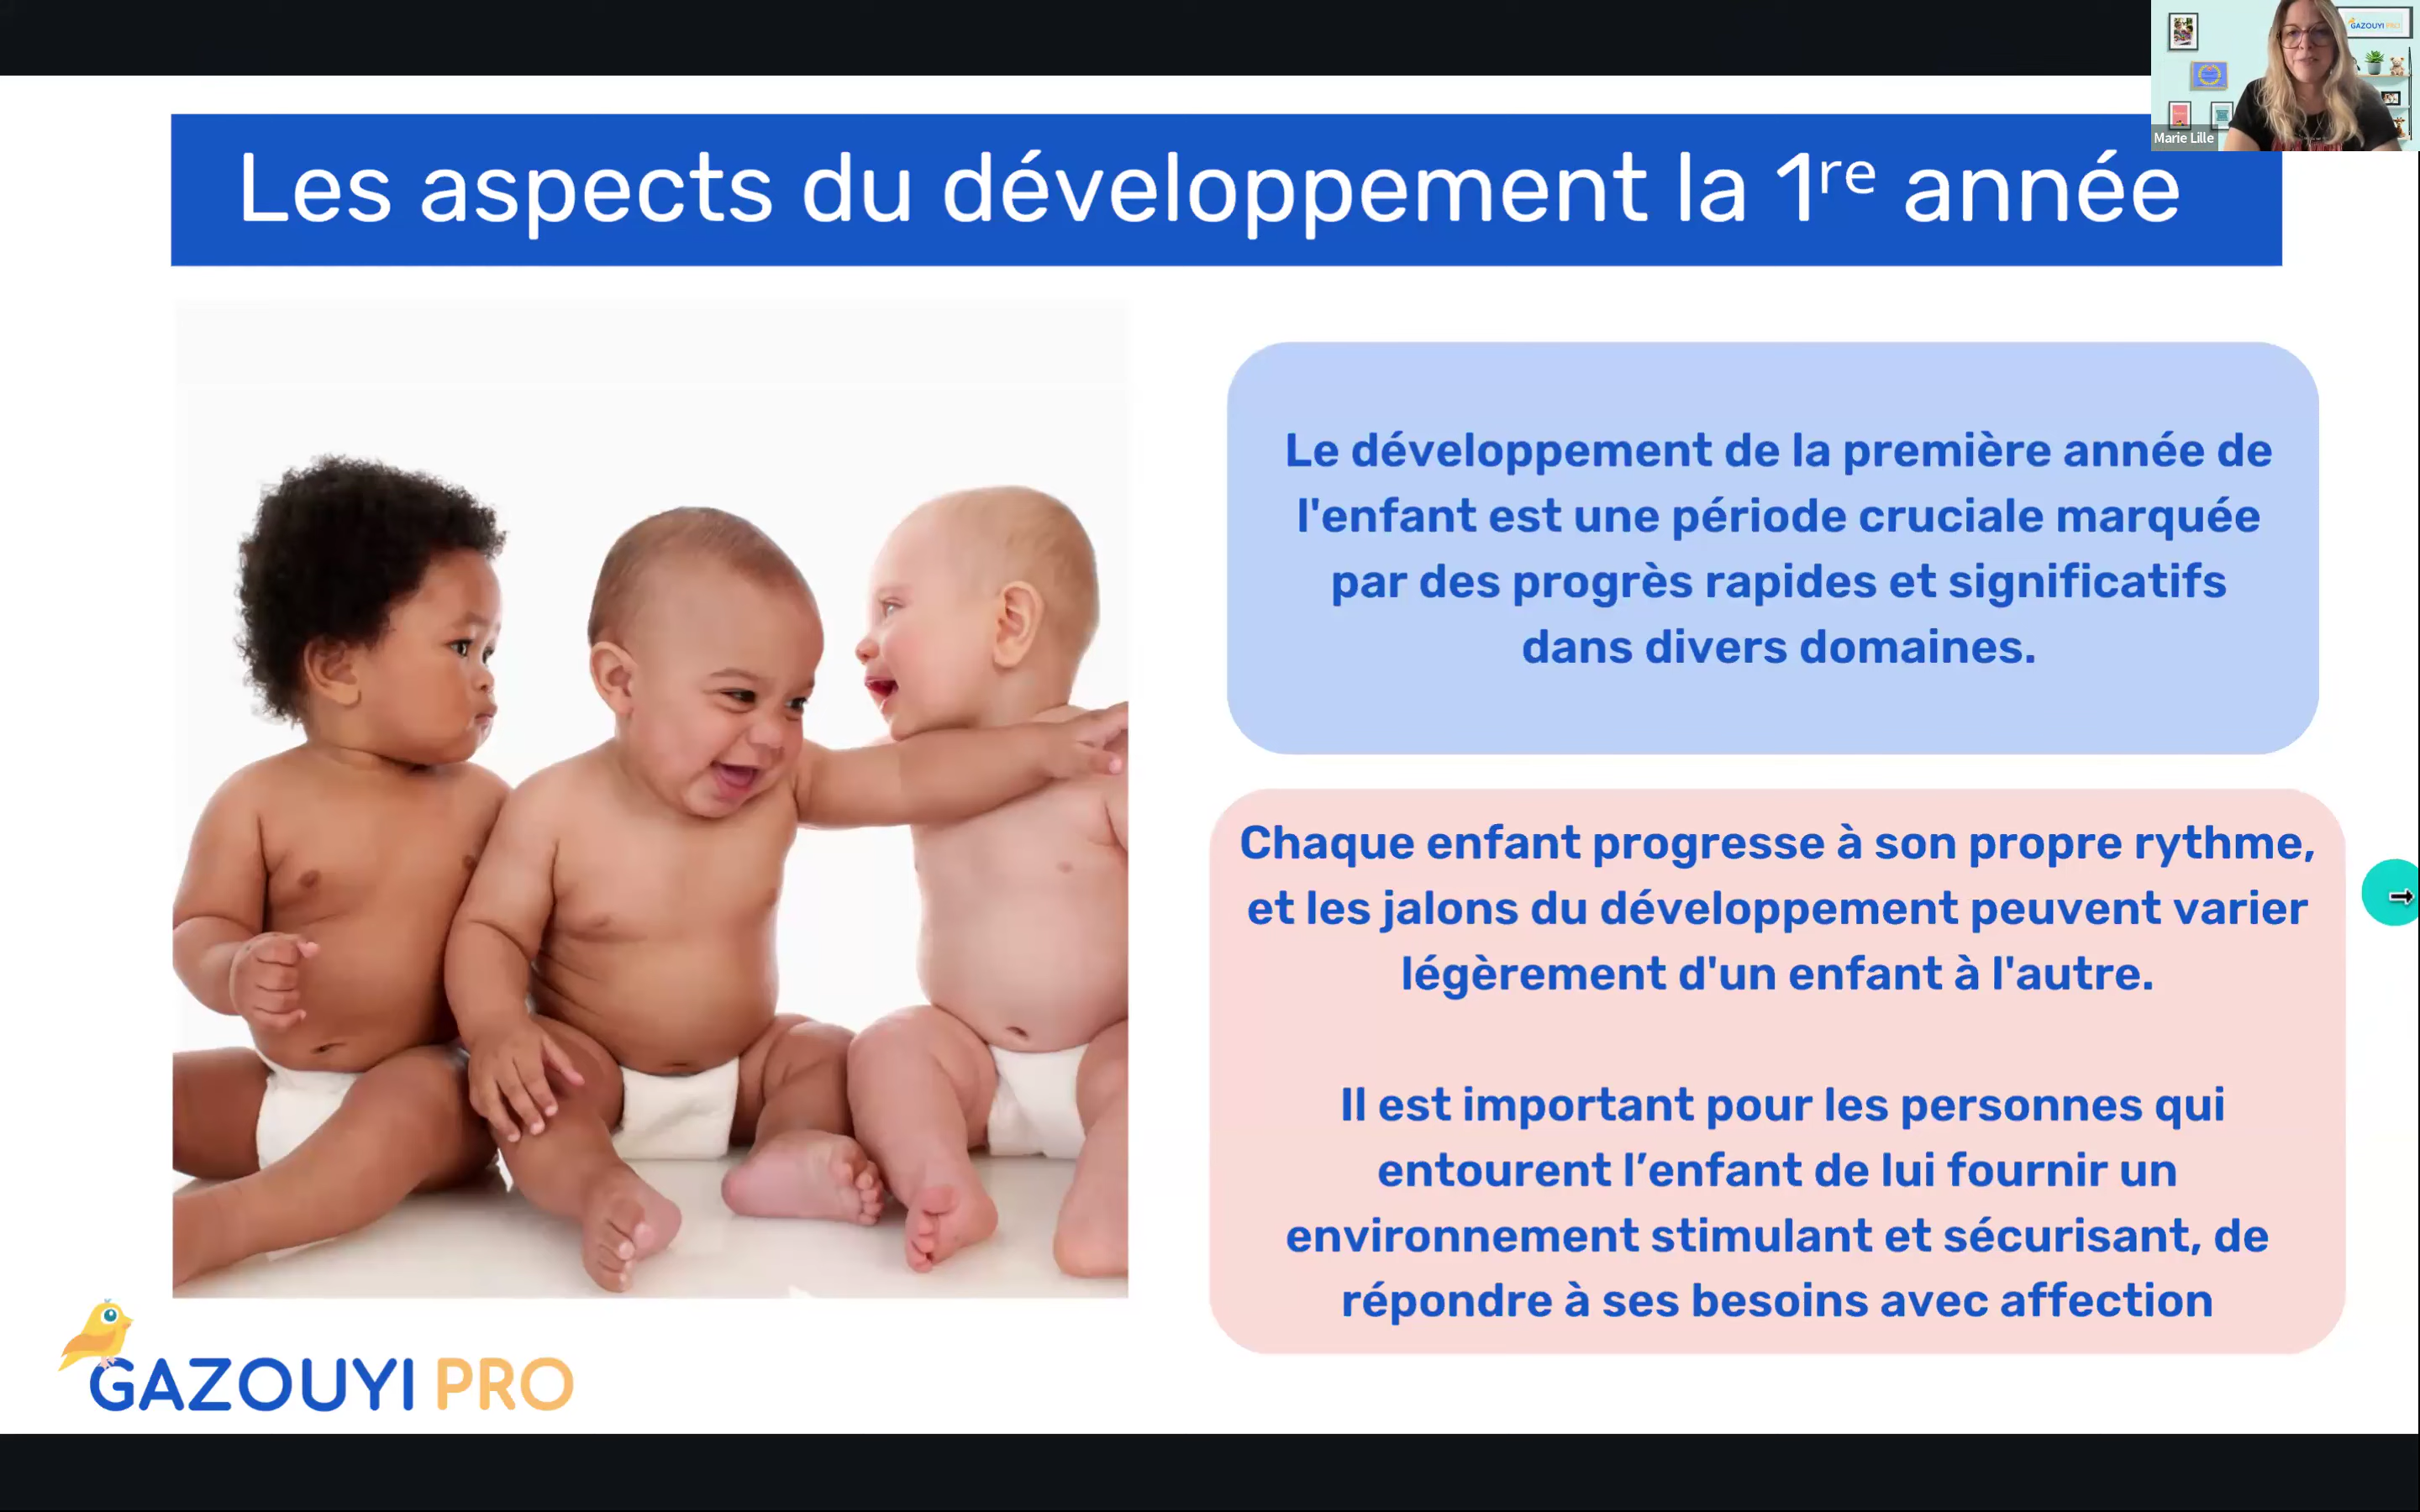 GAZOUYI PRO
Marie Lille
Les aspects du développement la 1re année
Le développement de la première année de
l'enfant est une période cruciale marquée
par des progrès rapides et significatifs
dans divers domaines.
Chaque enfant progresse à son propre rythme,
et les jalons du développement peuvent varier
légèrement d'un enfant à l'autre.
Il est important pour les personnes qui
entourent l’enfant de lui fournir un
environnement stimulant et sécurisant, de
répondre à ses besoins avec affection
GAZOUYI PRO